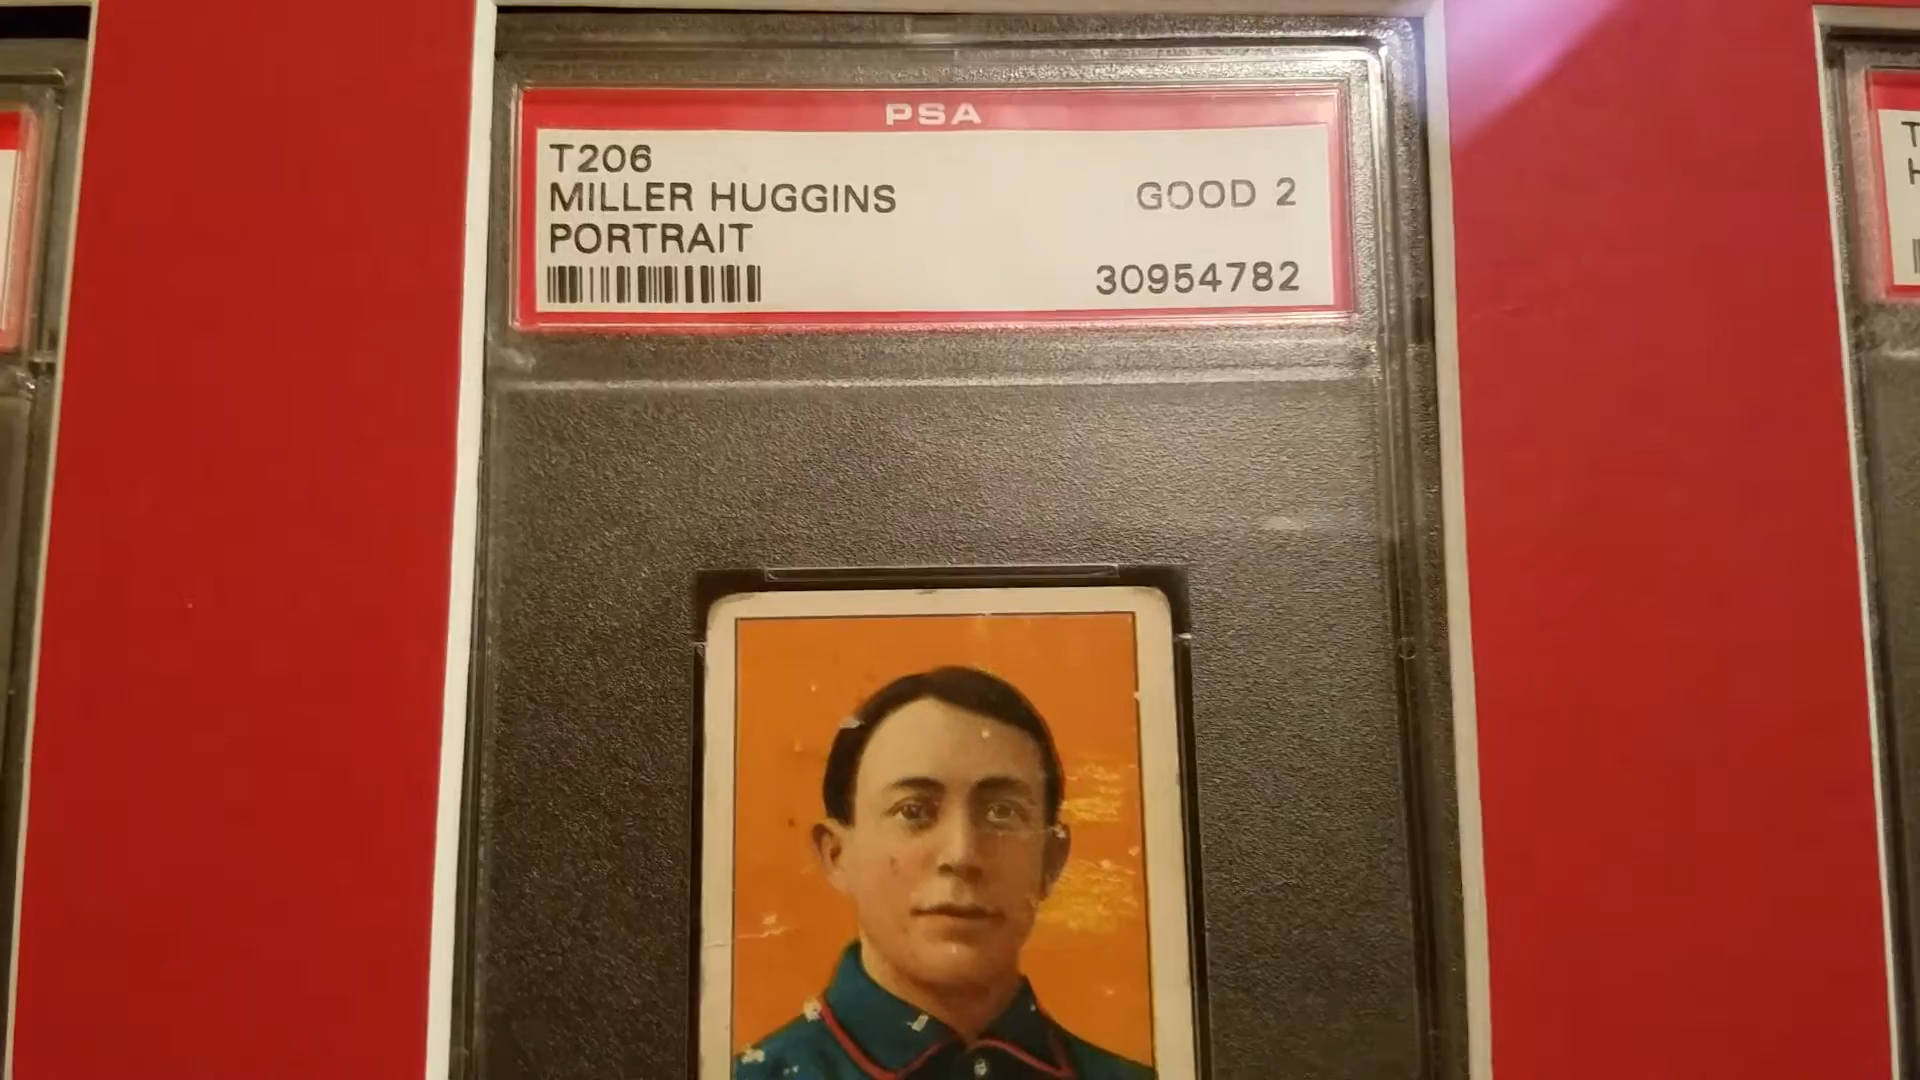 PSA
T206
MILLER HUGGINS
GOOD 2
PORTRAIT
30954782